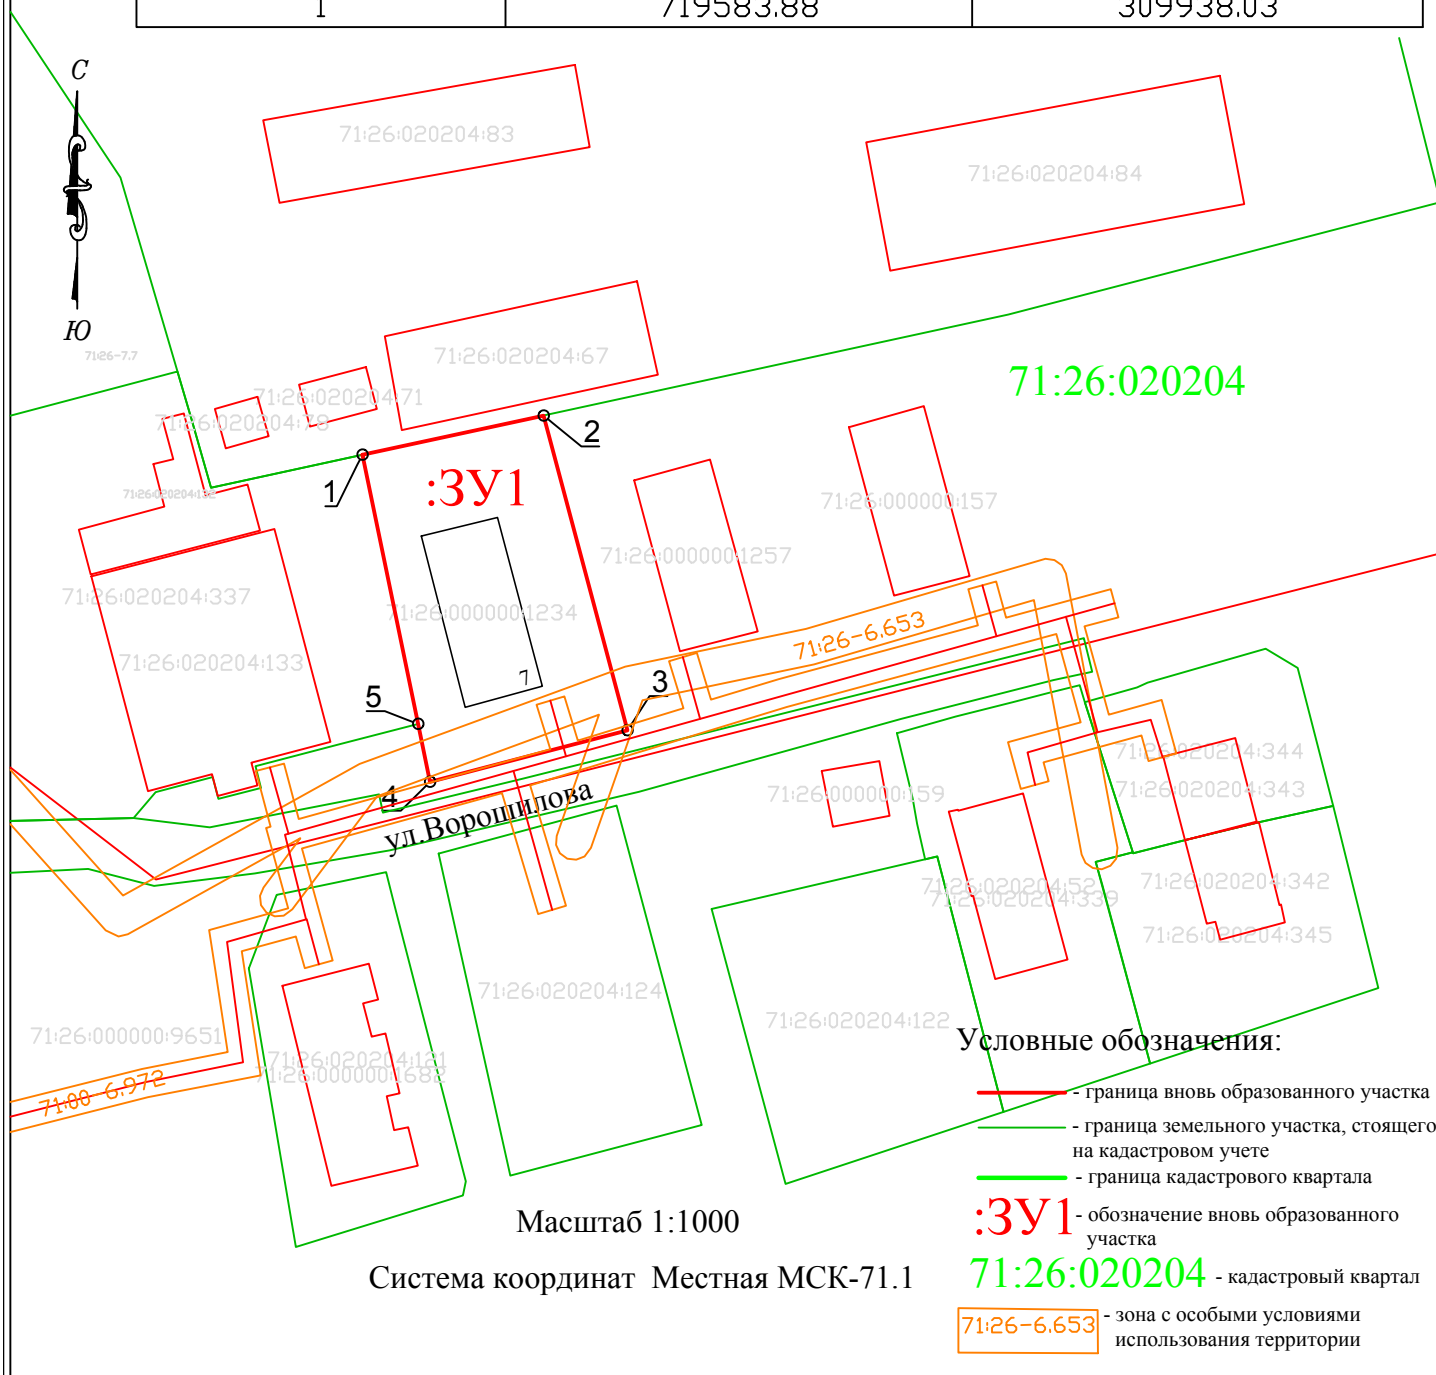 1 719583.88 309938.03
С
Ю
71:26:020204:83
71:26:020204:84
71:26-7.7
71:26:020204:67
71:26:020204
71:26:020204:71
71:26:020204:78
2
1
:ЗУ1
71:26:020204:132
71:26:000000:157
71:26:000000:1257
71:26:020204:337
71:26:000000:1234
71:26-6.653
71:26:020204:133
7
5
3
4
ул.Ворошилова
71:26:020204:344
71:26:020204:343
71:26:000000:159
71:26:020204:52
71:26:020204:339
71:26:020204:342
71:26:020204:345
71:26:020204:124
71:26:020204:122
71:26:000000:9651
71:26:020204:121
71:26:000000:1682
71:00-6.972
Условные обозначения:
- граница вновь образованного участка
- граница земельного участка, стоящего
на кадастровом учете
- граница кадастрового квартала
:ЗУ1 - обозначение вновь образованного
участка
71:26:020204 - кадастровый квартал
71:26-6.653 - зона с особыми условиями
использования территории
Масштаб 1:1000
Система координат Местная МСК-71.1